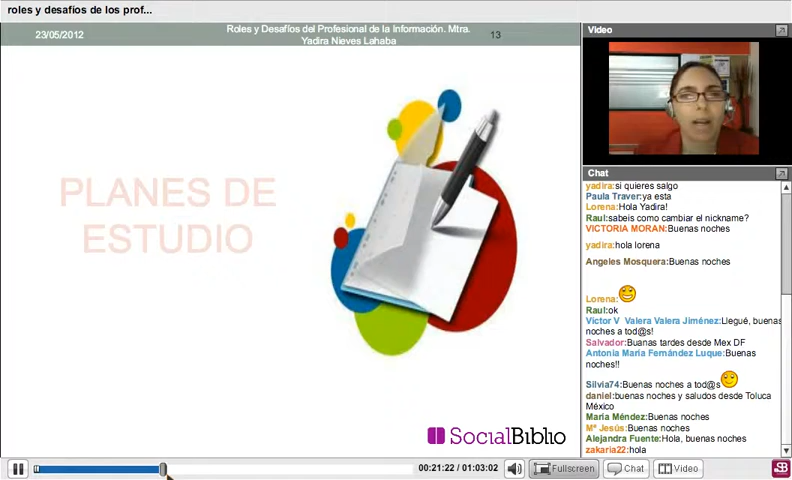 roles y desafíos de los prof...
23/05/2012
Roles y Desafíos del Profesional de la Información. Mtra.
Yadira Nieves Lahaba
13
PLANES DE
ESTUDIO
SocialBiblio
Video
Chat
yadira:si quieres salgo
Paula Traver:ya esta
Lorena:Hola Yadira!
Raul:sabeis como cambiar el nickname?
VICTORIA MORAN:Buenas noches
yadira:hola lorena
Angeles Mosquera:Buenas noches
Lorena:
Raul:ok
Victor V Valera Valera Jiménez:Llegué, buenas
noches a tod@s!
Salvador:Buanas tardes desde Mex DF
Antonia Maria Fernández Luque:Buenas
noches!!
Silvia74:Buenas noches a tod@s
daniel:buenas noches y saludos desde Toluca
México
María Méndez:Buenas noches
Mª Jesús:Buenas noches
Alejandra Fuente:Hola, buenas noches
zakaria22:hola
00:21:22 / 01:03:02
Fullscreen
Chat
Video
SB